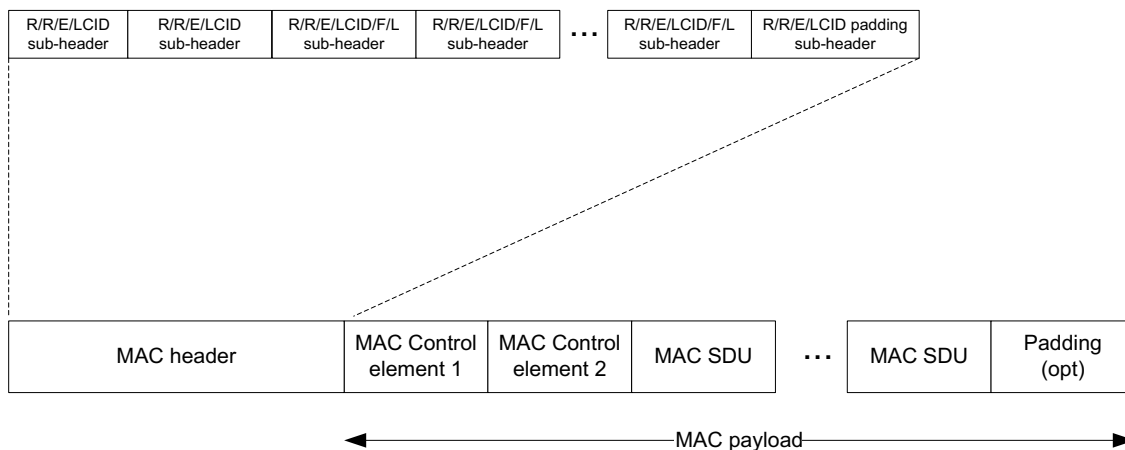 R/R/E/LCID
sub-header
R/R/E/LCID
sub-header
R/R/E/LCID/F/L
sub-header
R/R/E/LCID/F/L
sub-header
...
R/R/E/LCID/F/L
sub-header
R/R/E/LCID padding
sub-header
MAC header
MAC Control
element 1
MAC Control
element 2
MAC SDU
...
MAC SDU
Padding
(opt)
MAC payload